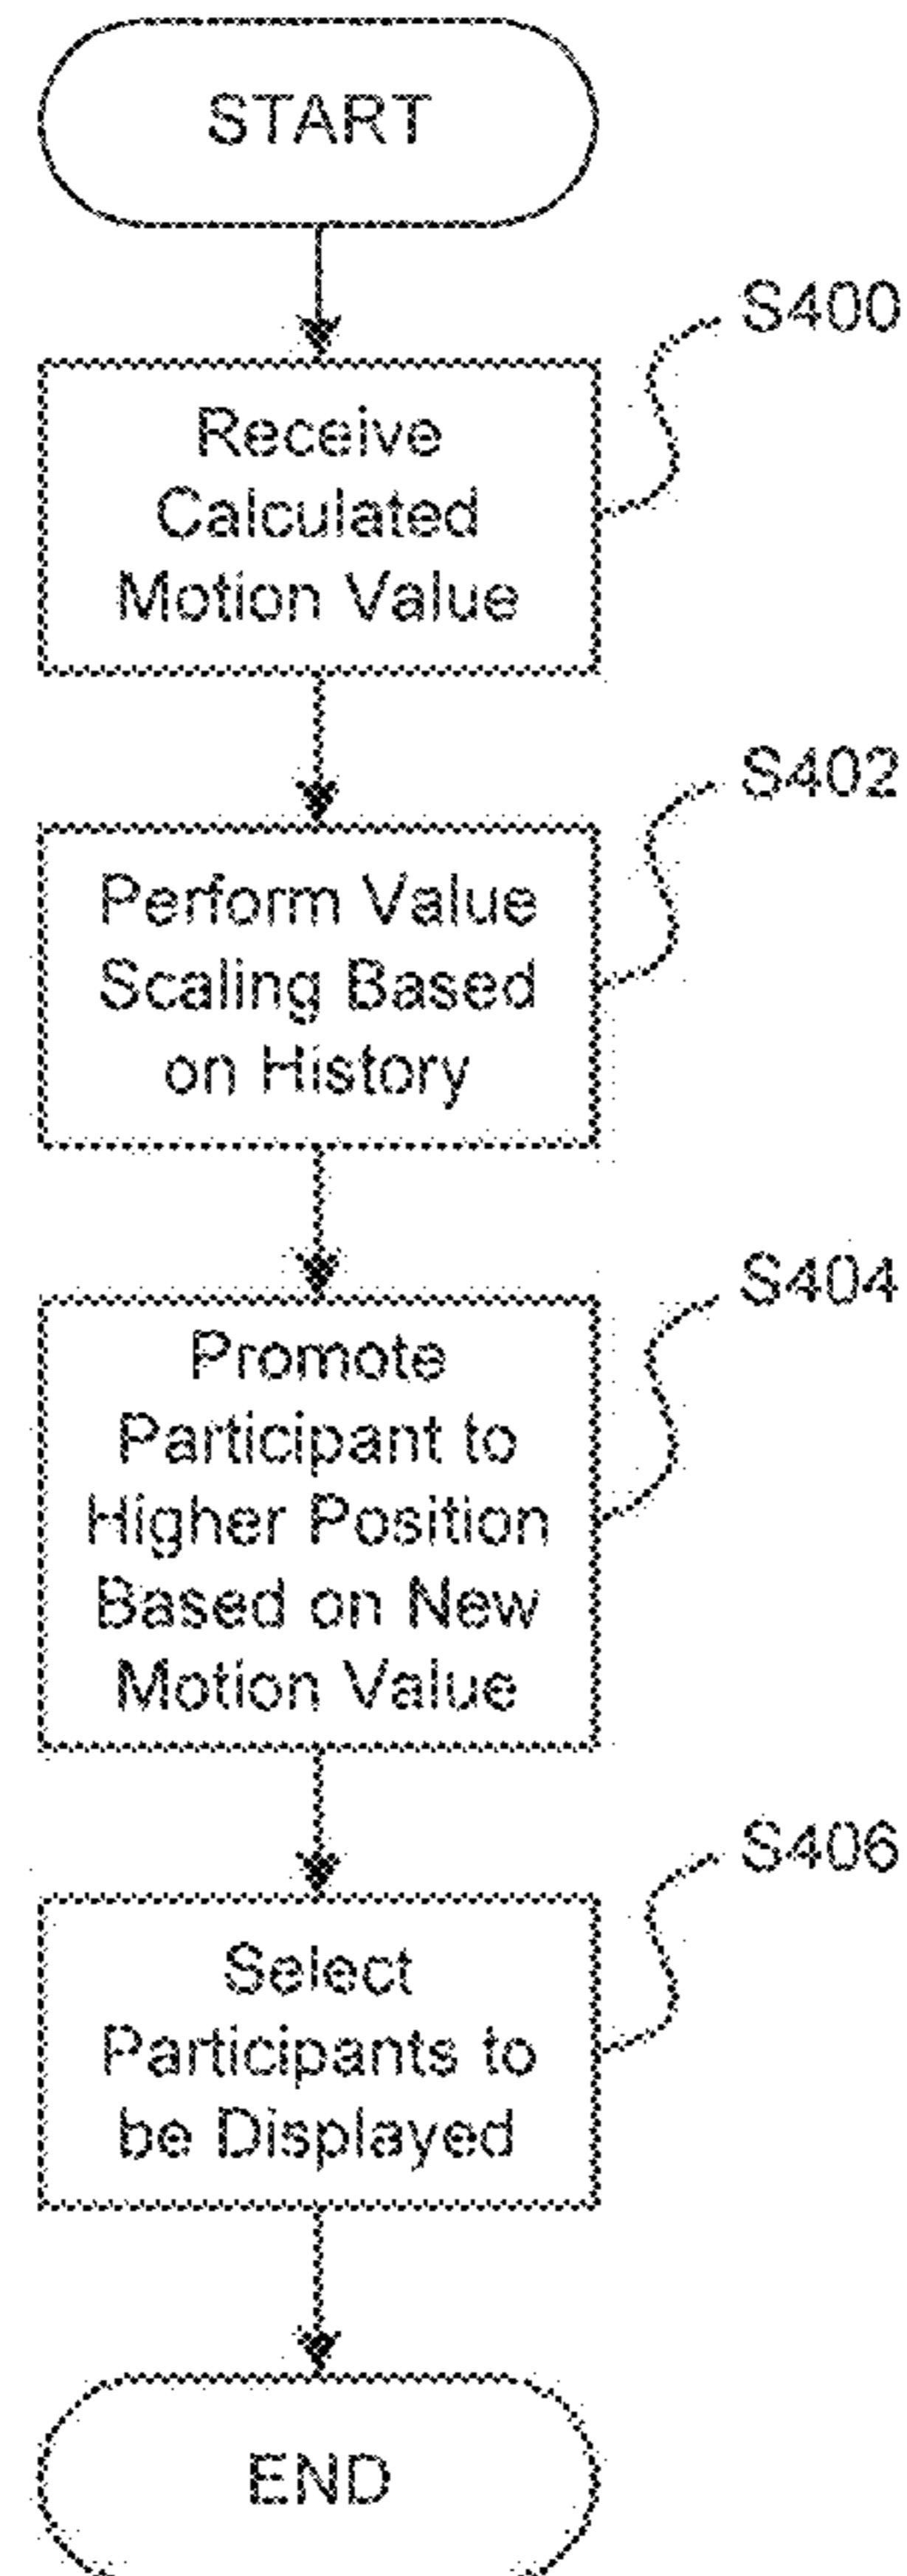 START
S400
Receive
Calculated
Motion Value
S402
Perform Value
Scaling Based
on History
S404
Promote
Participant to
Higher Position
Based on New
Motion Value
S406
Select
Participants to
be Displayed
END